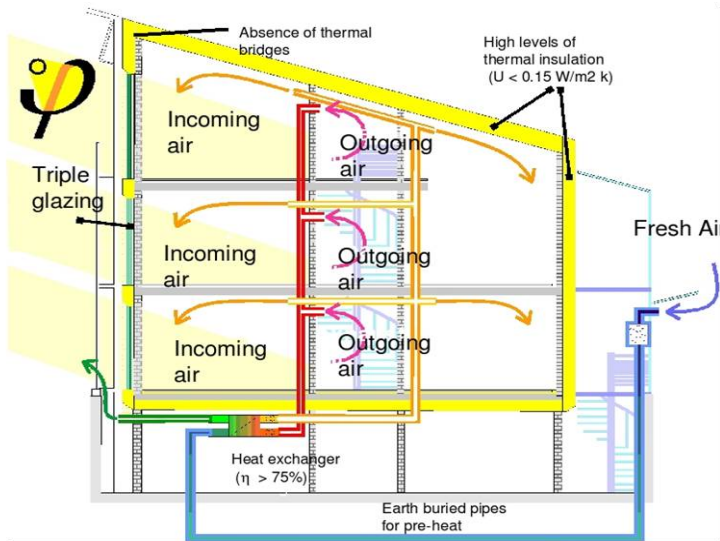 Absence of thermal
bridges
High levels of
thermal insulation
(U < 0.15 W/m2 k)
Incoming
air
Outgoing
air
Triple
glazing
Fresh Air
Incoming
air
Outgoing
air
Incoming
air
Outgoing
air
Heat exchanger
(η > 75%)
Earth buried pipes
for pre-heat